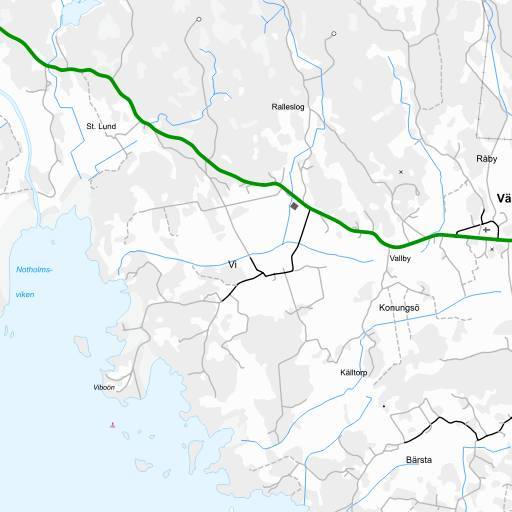 Ralleslog
St. Lund
Råby
Vä
Vallby
Vi
Notholms-
viken
Konungsö
Källtorp
Viboön
Bärsta